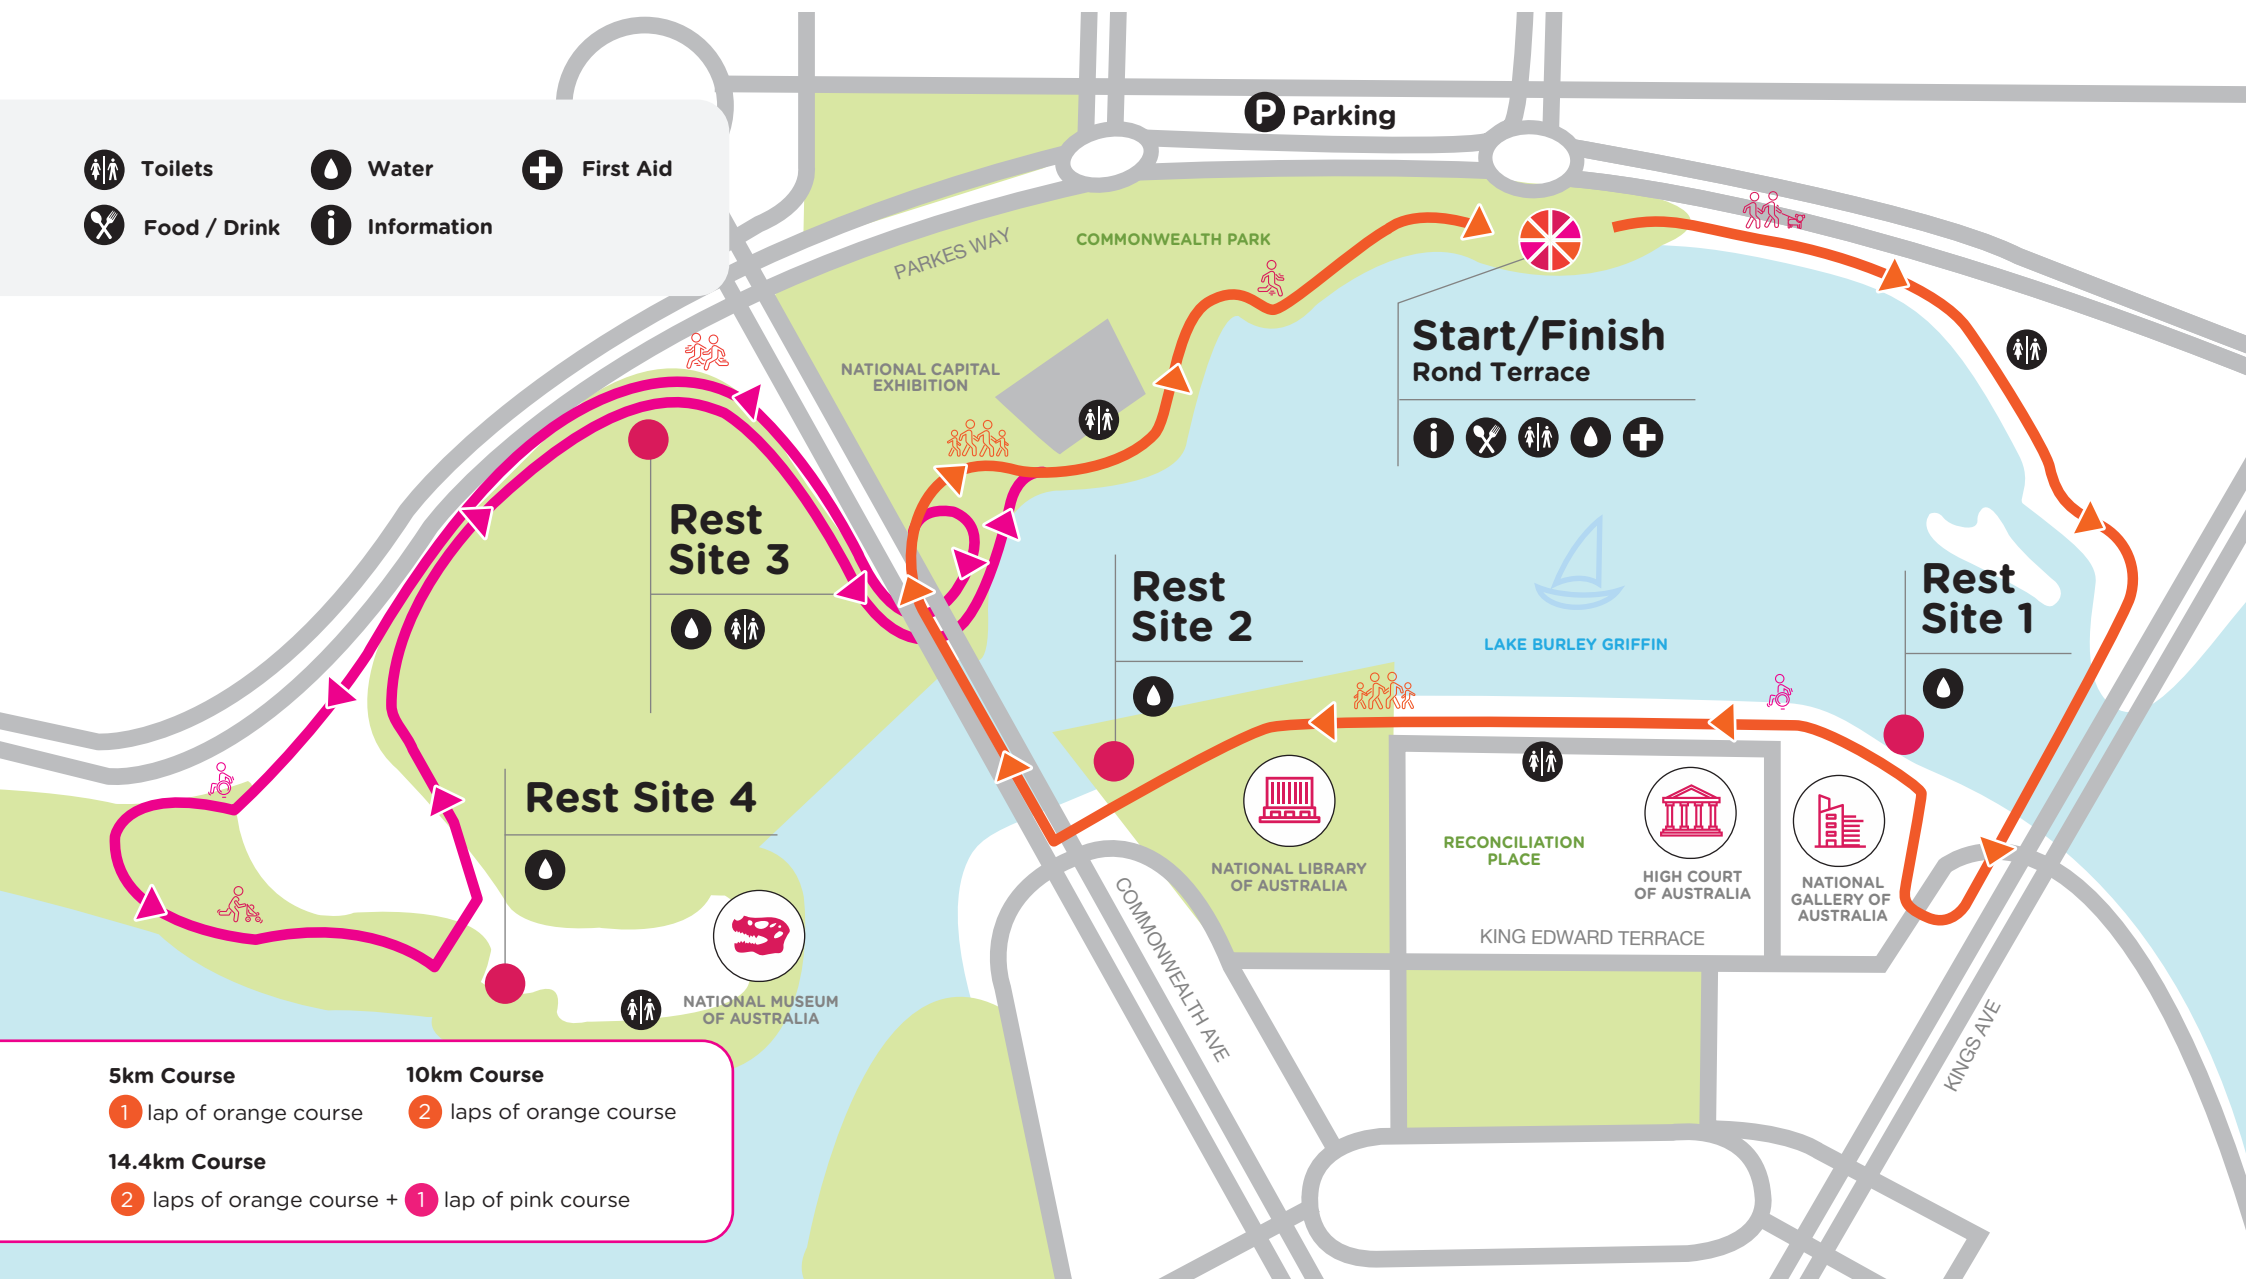 Toilets
Water
First Aid
Food / Drink
i
Information
P Parking
PARKES WAY
COMMONWEALTH PARK
NATIONAL CAPITAL
EXHIBITION
Start/Finish
Rond Terrace
i
Rest
Site 3
Rest
Site 2
Rest
Site 1
LAKE BURLEY GRIFFIN
Rest Site 4
NATIONAL LIBRARY
OF AUSTRALIA
RECONCILIATION
PLACE
HIGH COURT
OF AUSTRALIA
NATIONAL
GALLERY OF
AUSTRALIA
KING EDWARD TERRACE
COMMONWEALTH AVE
KINGS AVE
NATIONAL MUSEUM
OF AUSTRALIA
5km Course
1 lap of orange course
10km Course
2 laps of orange course
14.4km Course
2 laps of orange course + 1 lap of pink course